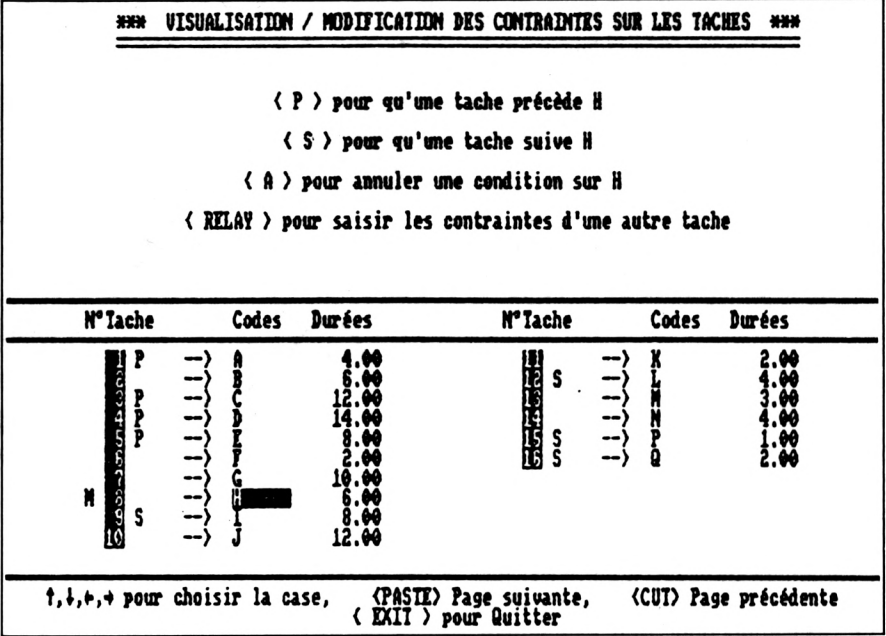 *** VISUALISATION / MODIFICATION DES CONTRAINTES SUR LES TACHES ***
< P > pour qu'une tache précède H
< S > pour qu'une tache suive H
< A > pour annuler une condition sur H
< RELAY > pour saisir les contraintes d'une autre tache
N°Tache Codes Durées N°Tache Codes Durées
1 P --> A 4.00 11 --> K 2.00
2 --> B 6.00 12 S --> L 4.00
3 P --> C 12.00 13 --> M 3.00
4 P --> D 14.00 14 --> N 4.00
5 P --> E 8.00 15 S --> P 1.00
6 --> F 2.00 16 S --> Q 2.00
7 --> G 10.00
M 8 --> H 6.00
9 S --> I 8.00
10 --> J 12.00
↑,↓,←,→ pour choisir la case, <PASTE> Page suivante, <CUT> Page précédente
< EXIT > pour Quitter